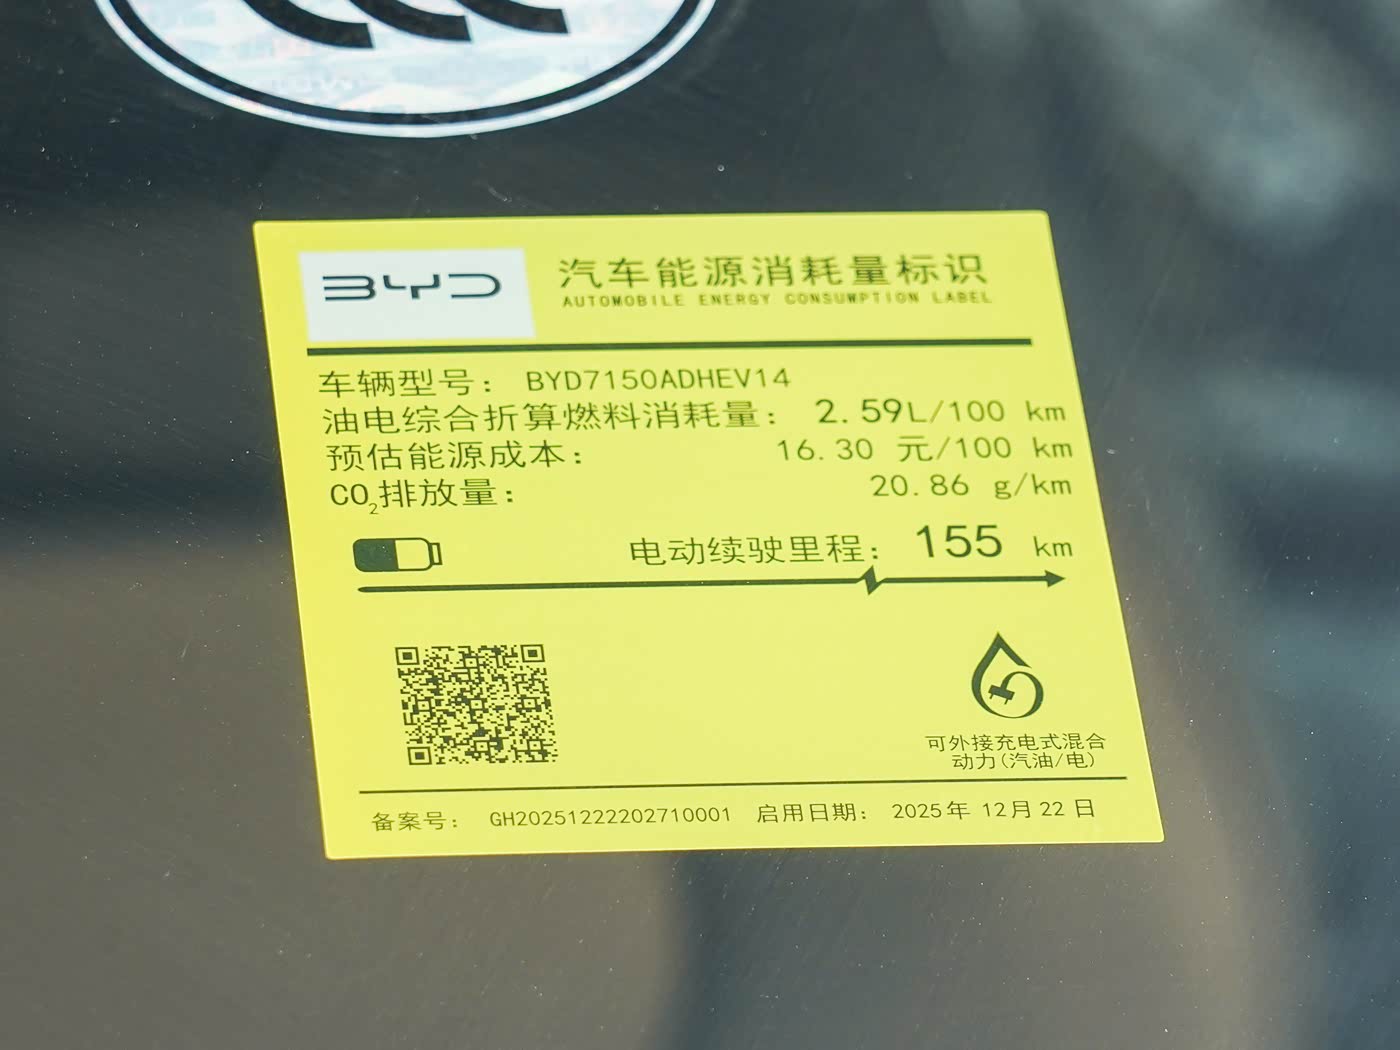 BYD
汽车能源消耗量标识
AUTOMOBILE ENERGY CONSUMPTION LABEL
车辆型号： BYD7150ADHEV14
油电综合折算燃料消耗量： 2.59L/100 km
预估能源成本： 16.30 元/100 km
CO₂排放量： 20.86 g/km
电动续驶里程： 155 km
可外接充电式混合
动力(汽油/电)
备案号： GH20251222202710001 启用日期： 2025年 12月 22 日